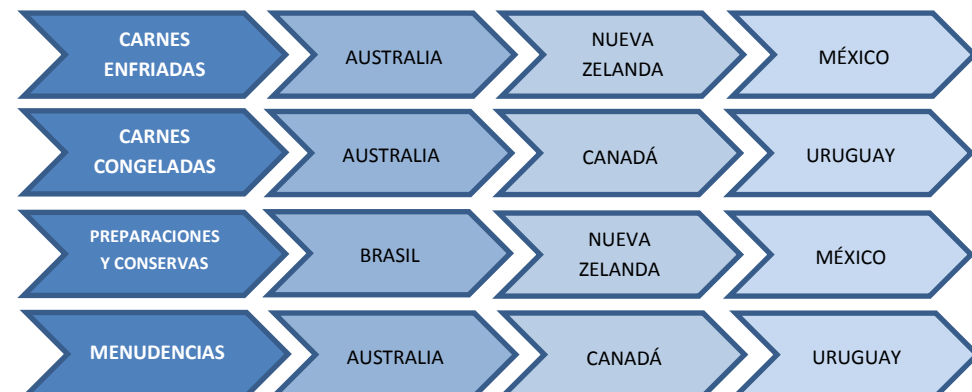 CARNES
ENFRIADAS
AUSTRALIA
NUEVA
ZELANDA
MÉXICO
CARNES
CONGELADAS
AUSTRALIA
CANADÁ
URUGUAY
PREPARACIONES
Y CONSERVAS
BRASIL
NUEVA
ZELANDA
MÉXICO
MENUDENCIAS
AUSTRALIA
CANADÁ
URUGUAY